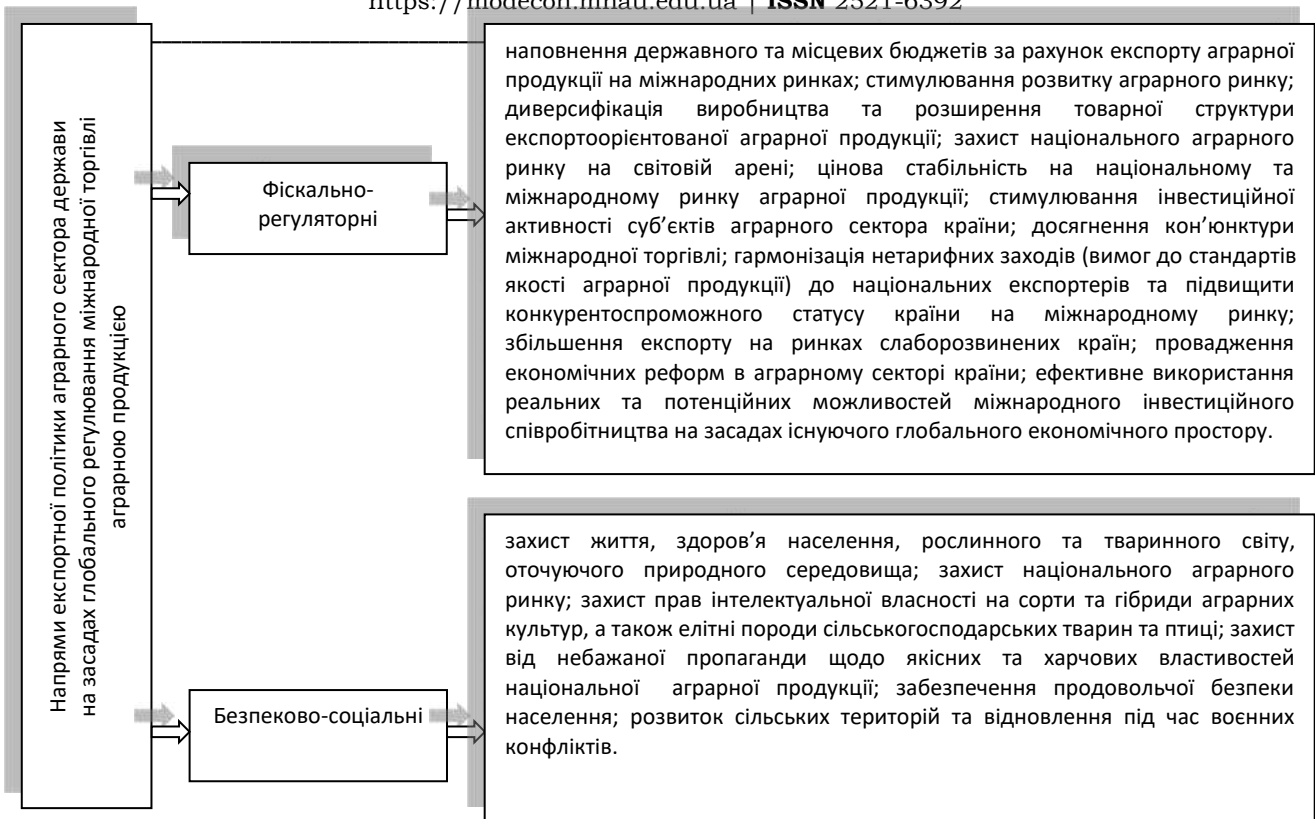 https://modecon.mnau.edu.ua | ISSN 2521-6392
Напрями експортної політики аграрного сектора держави
на засадах глобального регулювання міжнародної торгівлі
аграрною продукцією
Фіскально-
регуляторні
наповнення державного та місцевих бюджетів за рахунок експорту аграрної
продукції на міжнародних ринках; стимулювання розвитку аграрного ринку;
диверсифікація виробництва та розширення товарної структури
експортоорієнтованої аграрної продукції; захист національного аграрного
ринку на світовій арені; цінова стабільність на національному та
міжнародному ринку аграрної продукції; стимулювання інвестиційної
активності суб’єктів аграрного сектора країни; досягнення кон’юнктури
міжнародної торгівлі; гармонізація нетарифних заходів (вимог до стандартів
якості аграрної продукції) до національних експортерів та підвищити
конкурентоспроможного статусу країни на міжнародному ринку;
збільшення експорту на ринках слаборозвинених країн; провадження
економічних реформ в аграрному секторі країни; ефективне використання
реальних та потенційних можливостей міжнародного інвестиційного
співробітництва на засадах існуючого глобального економічного простору.
Безпеково-соціальні
захист життя, здоров’я населення, рослинного та тваринного світу,
оточуючого природного середовища; захист національного аграрного
ринку; захист прав інтелектуальної власності на сорти та гібриди аграрних
культур, а також елітні породи сільськогосподарських тварин та птиці; захист
від небажаної пропаганди щодо якісних та харчових властивостей
національної аграрної продукції; забезпечення продовольчої безпеки
населення; розвиток сільських територій та відновлення під час воєнних
конфліктів.